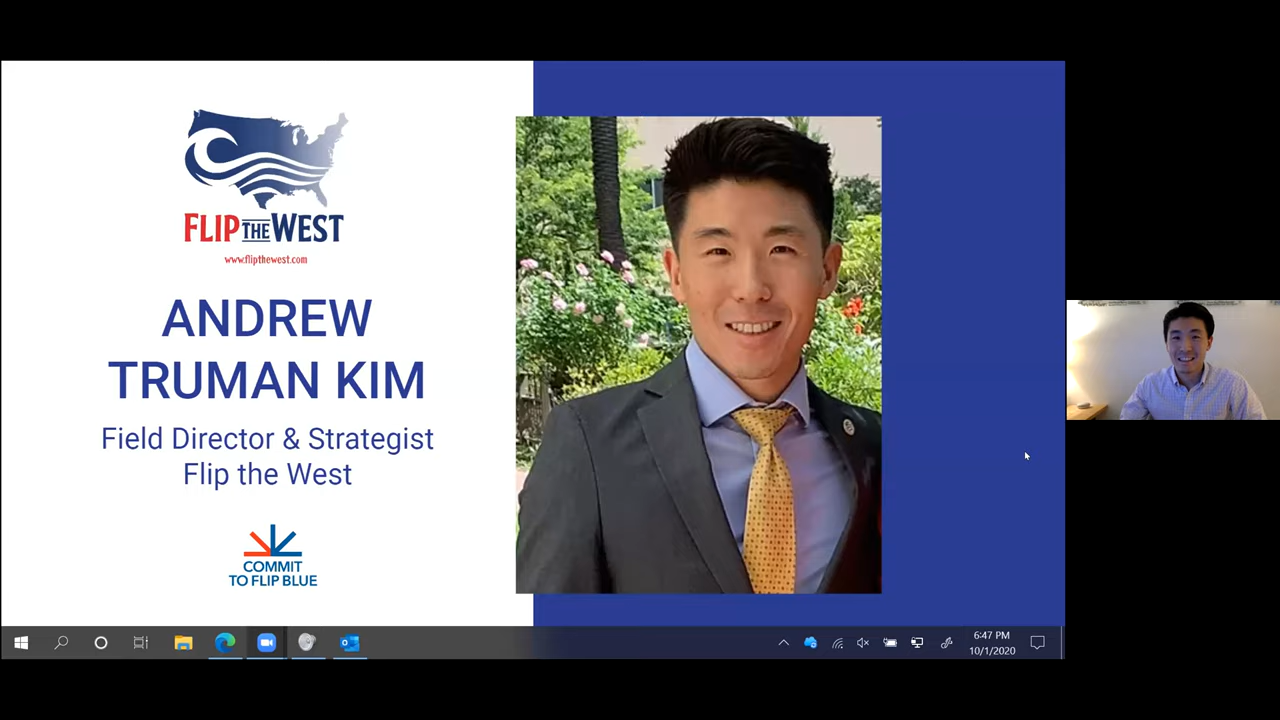 FLIP THE WEST
www.flipthewest.com
ANDREW
TRUMAN KIM
Field Director & Strategist
Flip the West
COMMIT
TO FLIP BLUE
6:47 PM
10/1/2020